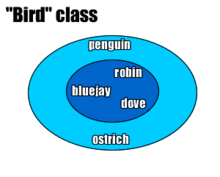 "Bird" class
penguin
robin
bluejay
dove
ostrich